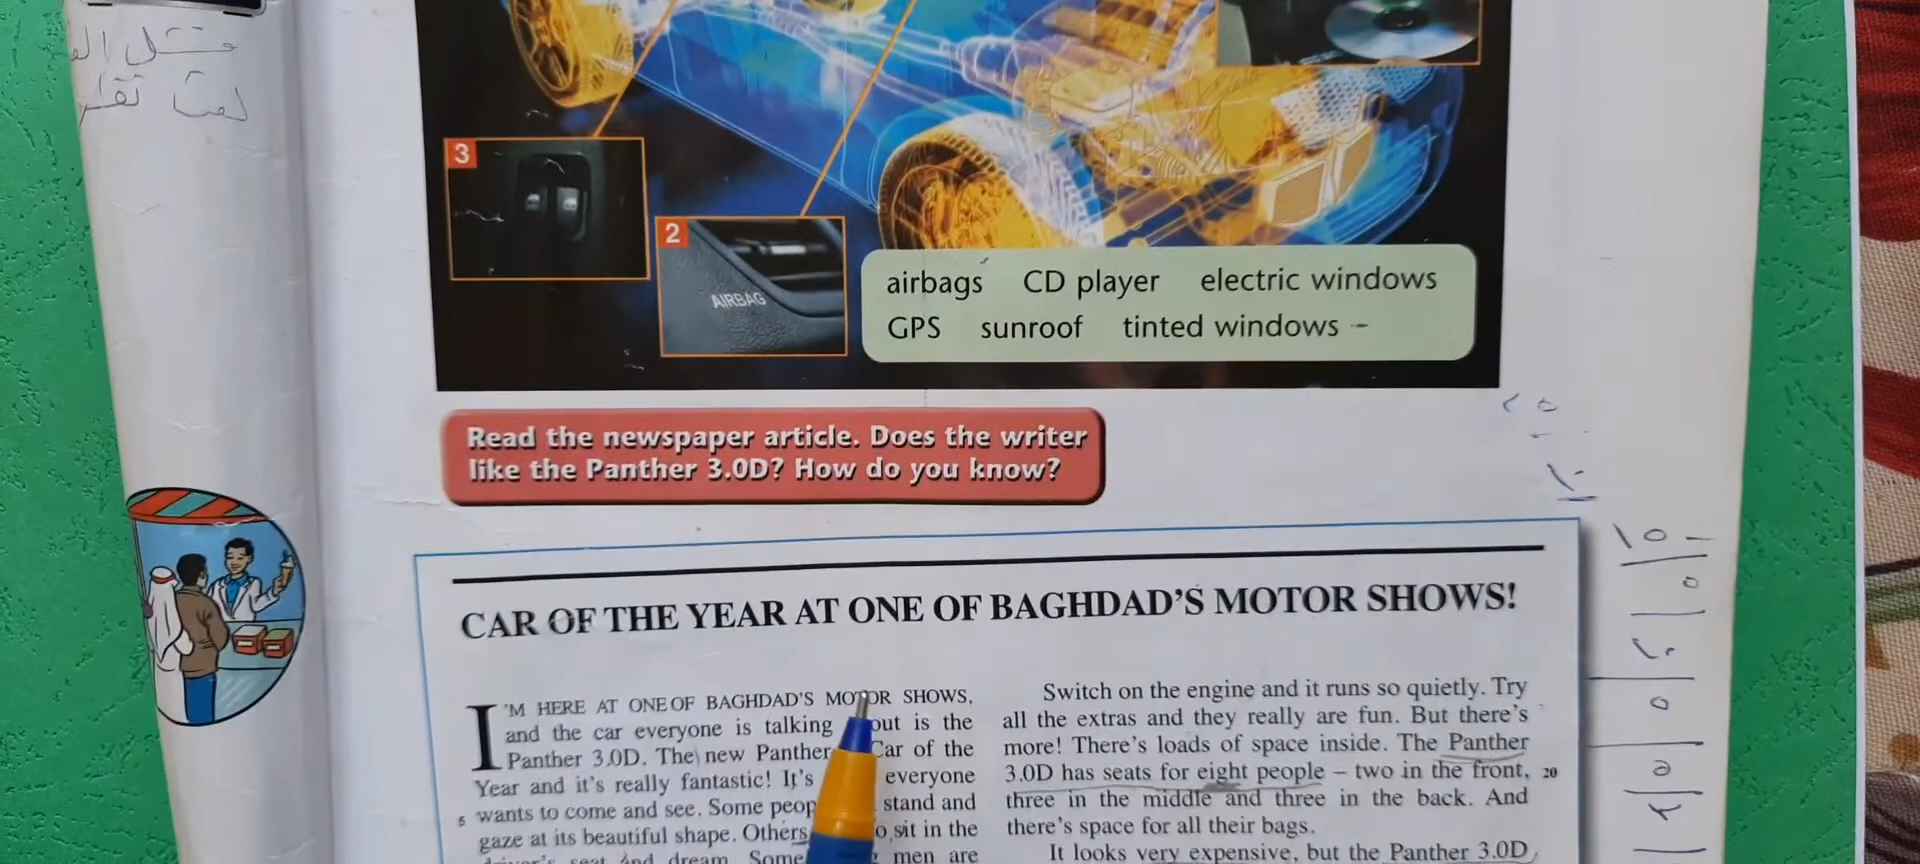 3
2
AIRBAG
airbags CD player electric windows
GPS sunroof tinted windows
Read the newspaper article. Does the writer
like the Panther 3.0D? How do you know?
CAR OF THE YEAR AT ONE OF BAGHDAD'S MOTOR SHOWS!
I'M HERE AT ONE OF BAGHDAD'S MOTOR SHOWS,
and the car everyone is talking out is the
Panther 3.0D. The new Panther Car of the
Year and it's really fantastic! It's everyone
5 wants to come and see. Some stand and
gaze at its beautiful shape. Others sit in the
seat and dream. Some men are
Switch on the engine and it runs so quietly. Try
all the extras and they really are fun. But there's
more! There's loads of space inside. The Panther
3.0D has seats for eight people – two in the front, 20
three in the middle and three in the back. And
there's space for all their bags.
It looks very expensive, but the Panther 3.0D